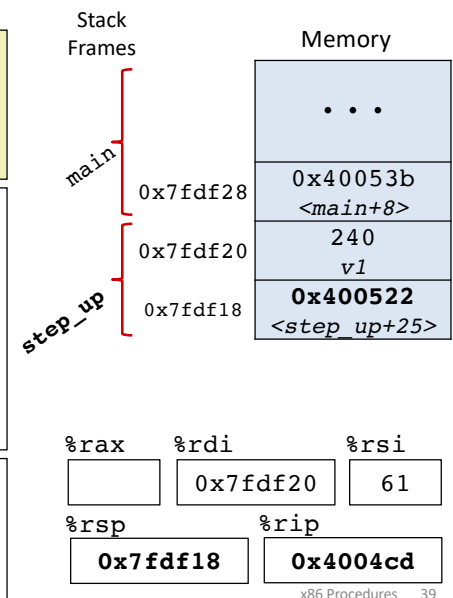 Stack
Frames
Memory
• • •
main
0x7fdf28
0x40053b
<main+8>
0x7fdf20
240
v1
step_up
0x7fdf18
0x400522
<step_up+25>
%rax %rdi %rsi
0x7fdf20 61
%rsp %rip
0x7fdf18 0x4004cd
x86 Procedures 39